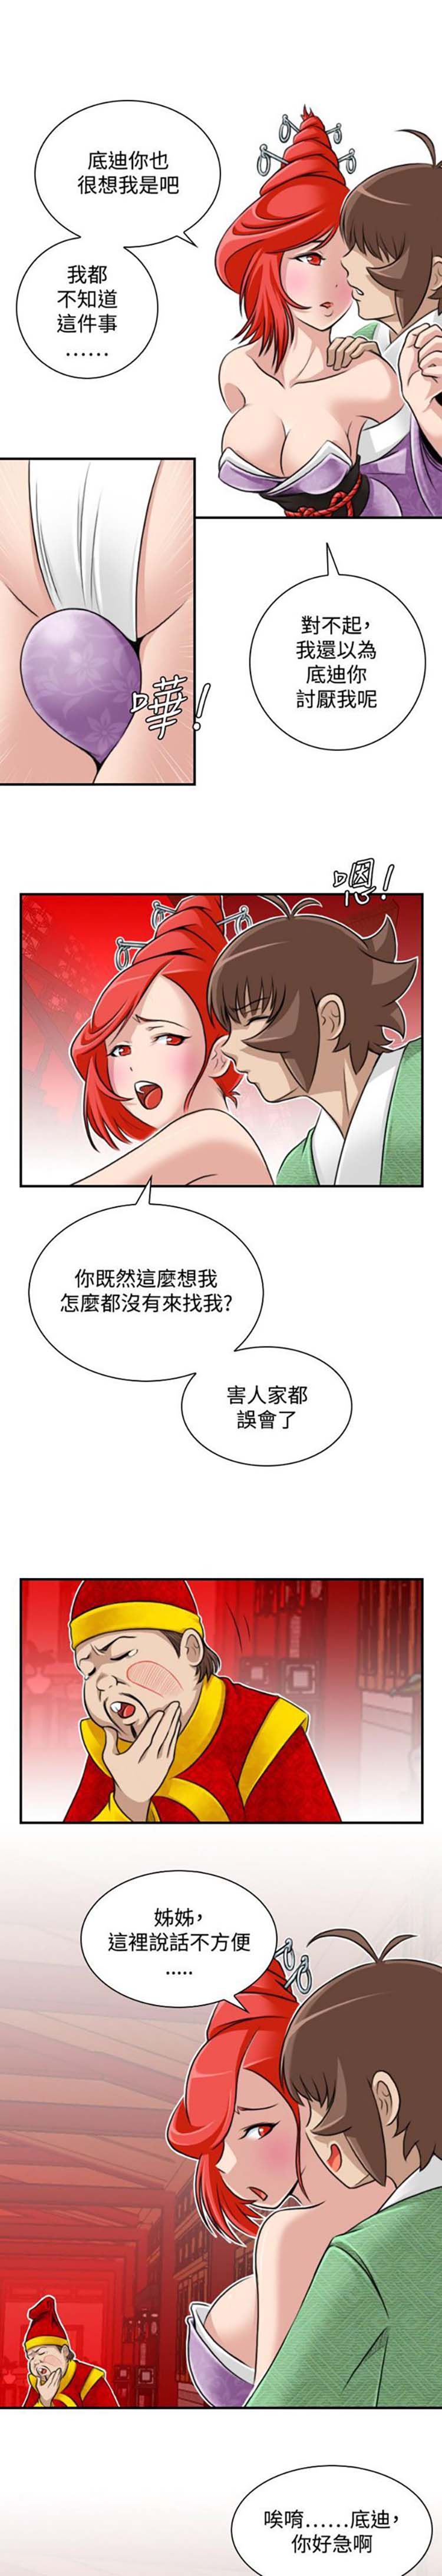 底迪你也
很想我是吧
我都
不知道
這件事
......
對不起，
我還以為
底迪你
討厭我呢
嘩！
嗯！
你既然這麼想我
怎麼都沒有來找我?
害人家都
誤會了
姊姊，
這裡說話不方便
.....
唉唷......底迪，
你好急啊